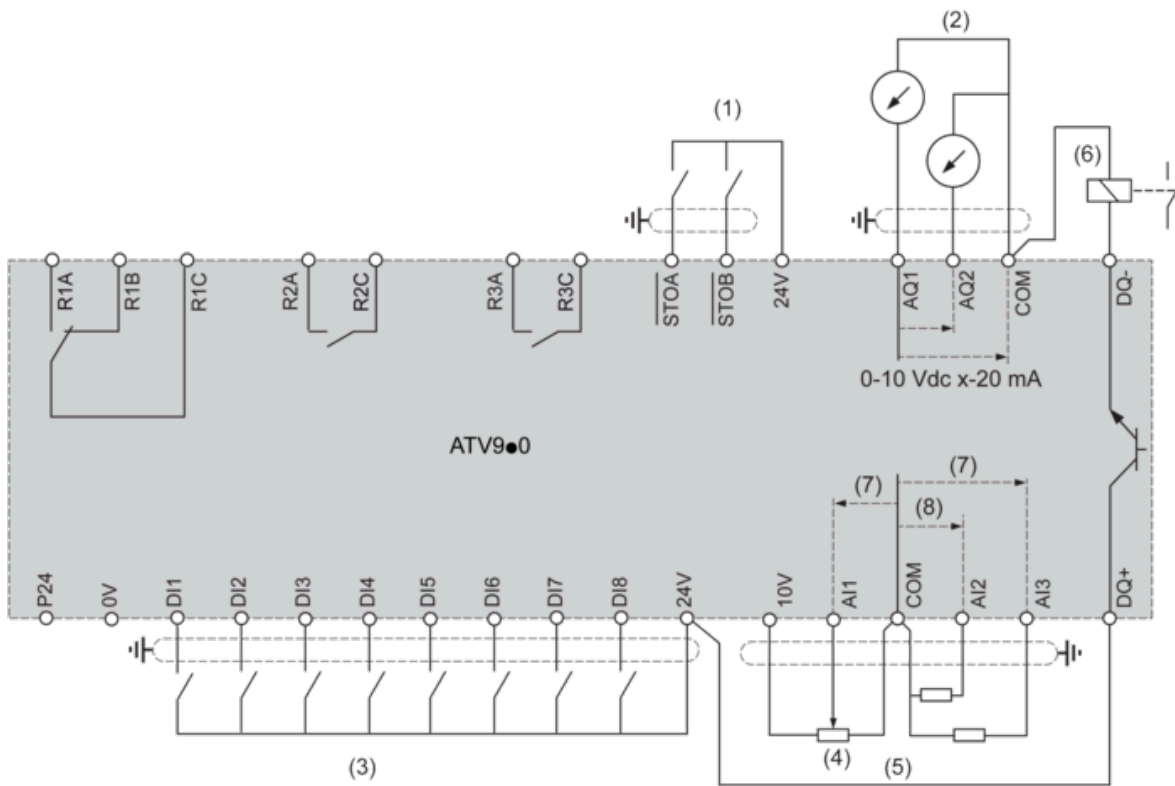 (2)
(1)
(6)
R1A
R1B
R1C
R2A
R2C
R3A
R3C
STOA
STOB
24V
AQ1
AQ2
COM
DQ-
0-10 Vdc x-20 mA
ATV9●0
(7)
(7)
(8)
P24
0V
DI1
DI2
DI3
DI4
DI5
DI6
DI7
DI8
24V
10V
AI1
COM
AI2
AI3
DQ+
(3)
(4)
(5)